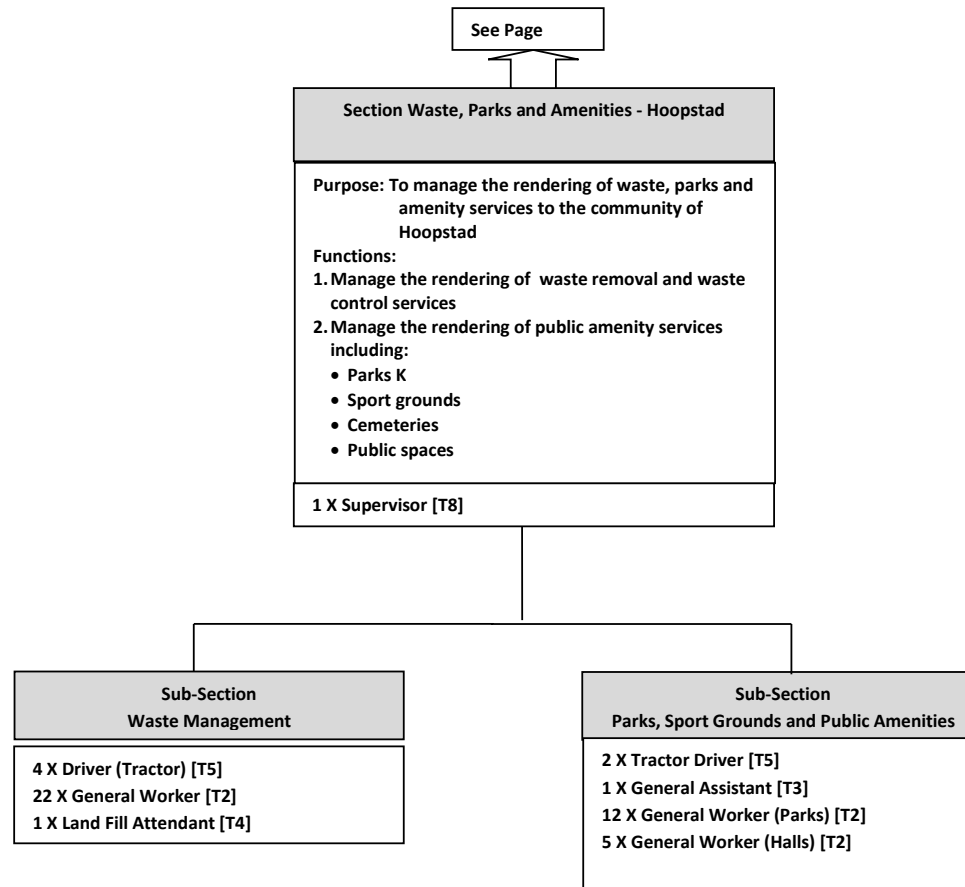 See Page
Section Waste, Parks and Amenities - Hoopstad
Purpose: To manage the rendering of waste, parks and
amenity services to the community of
Hoopstad
Functions:
1. Manage the rendering of waste removal and waste
control services
2. Manage the rendering of public amenity services
including:
• Parks K
• Sport grounds
• Cemeteries
• Public spaces
1 X Supervisor [T8]
Sub-Section
Waste Management
4 X Driver (Tractor) [T5]
22 X General Worker [T2]
1 X Land Fill Attendant [T4]
Sub-Section
Parks, Sport Grounds and Public Amenities
2 X Tractor Driver [T5]
1 X General Assistant [T3]
12 X General Worker (Parks) [T2]
5 X General Worker (Halls) [T2]